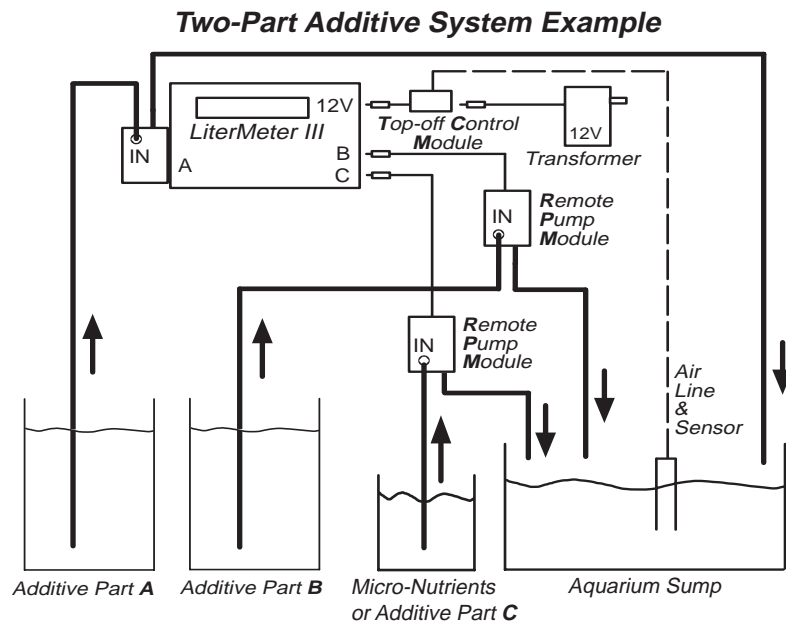 Two-Part Additive System Example
LiterMeter III
12V
IN
A
B
C
Top-off Control
Module
12V
Transformer
IN
Remote
Pump
Module
IN
Remote
Pump
Module
Air
Line
&
Sensor
Additive Part A
Additive Part B
Micro-Nutrients
or Additive Part C
Aquarium Sump